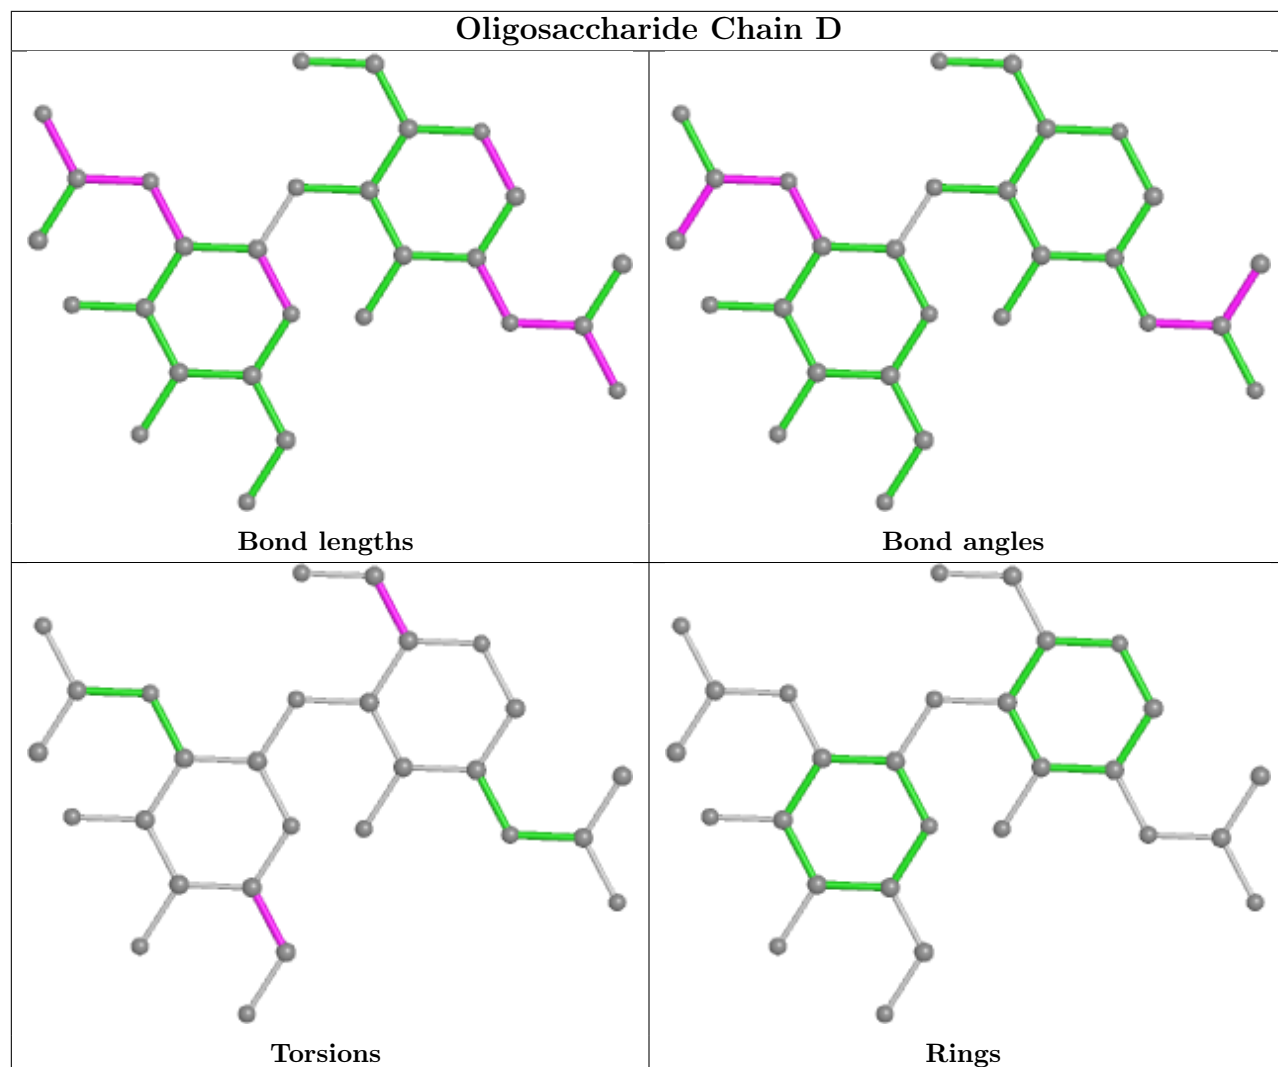 Oligosaccharide Chain D
Bond lengths
Bond angles
Torsions
Rings